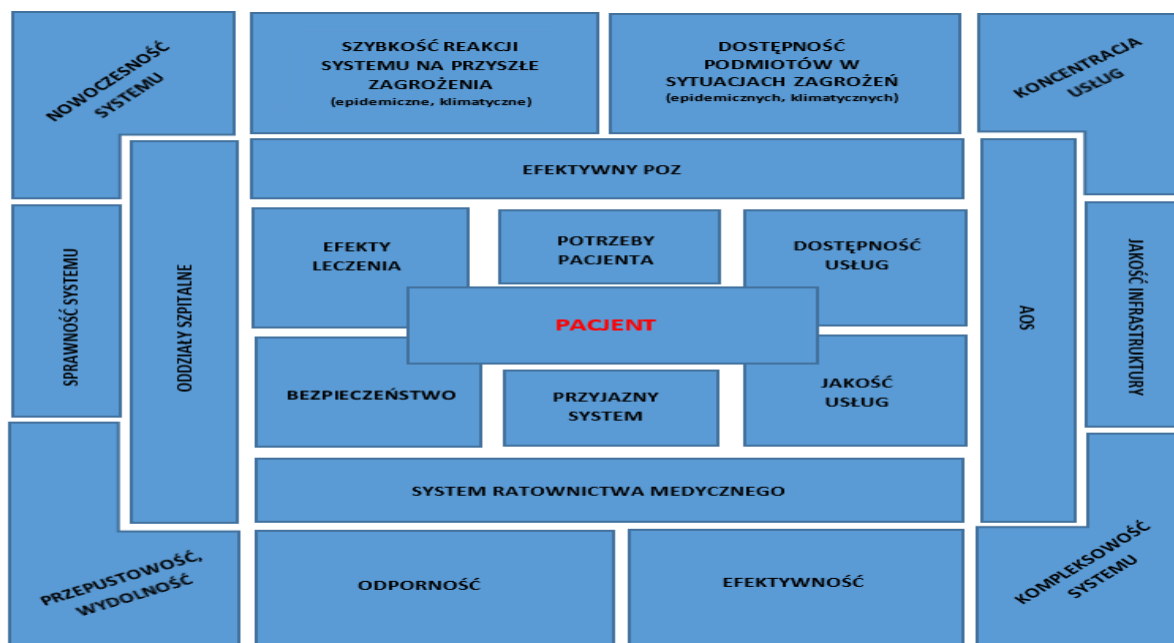 NOWOCZESNOŚĆ
SYSTEMU
SZYBKOŚĆ REAKCJI
SYSTEMU NA PRZYSZŁE
ZAGROŻENIA
(epidemiczne, klimatyczne)
DOSTĘPNOŚĆ
PODMIOTÓW W
SYTUACJACH ZAGROŻEŃ
(epidemicznych, klimatycznych)
KONCENTRACJA
USŁUG
EFEKTYWNY POZ
SPRAWNOŚĆ SYSTEMU
ODDZIAŁY SZPITALNE
EFEKTY
LECZENIA
POTRZEBY
PACJENTA
DOSTĘPNOŚĆ
USŁUG
PACJENT
BEZPIECZEŃSTWO
PRZYJAZNY
SYSTEM
JAKOŚĆ
USŁUG
AOS
JAKOŚĆ INFRASTRUKTURY
SYSTEM RATOWNICTWA MEDYCZNEGO
PRZEPUSTOWOŚĆ,
WYDOLNOŚĆ
ODPORNOŚĆ
EFEKTYWNOŚĆ
KOMPLEKSOWOŚĆ
SYSTEMU